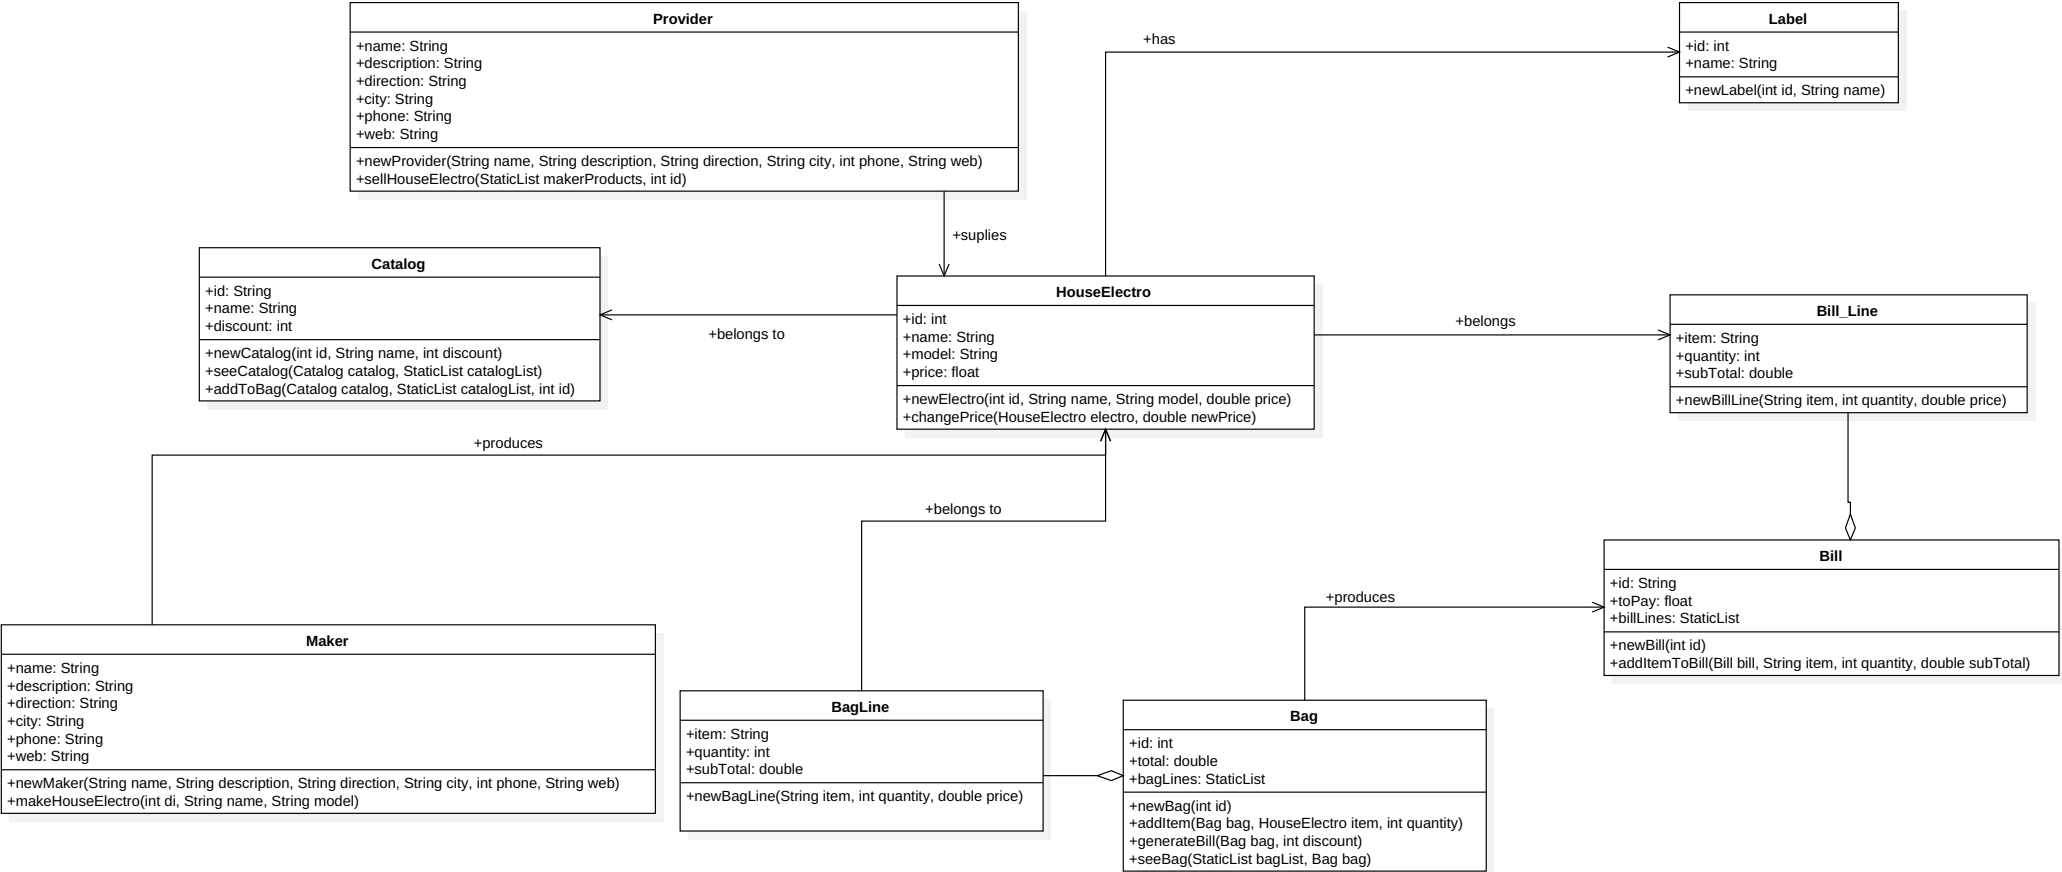 Provider
+name: String
+description: String
+direction: String
+city: String
+phone: String
+web: String
+newProvider(String name, String description, String direction, String city, int phone, String web)
+sellHouseElectro(StaticList makerProducts, int id)
+has
Label
+id: int
+name: String
+newLabel(int id, String name)
+suplies
Catalog
+id: String
+name: String
+discount: int
+newCatalog(int id, String name, int discount)
+seeCatalog(Catalog catalog, StaticList catalogList)
+addToBag(Catalog catalog, StaticList catalogList, int id)
+belongs to
HouseElectro
+id: int
+name: String
+model: String
+price: float
+newElectro(int id, String name, String model, double price)
+changePrice(HouseElectro electro, double newPrice)
+belongs
Bill_Line
+item: String
+quantity: int
+subTotal: double
+newBillLine(String item, int quantity, double price)
+produces
+belongs to
Bill
+id: String
+toPay: float
+billLines: StaticList
+newBill(int id)
+addItemToBill(Bill bill, String item, int quantity, double subTotal)
+produces
Maker
+name: String
+description: String
+direction: String
+city: String
+phone: String
+web: String
+newMaker(String name, String description, String direction, String city, int phone, String web)
+makeHouseElectro(int di, String name, String model)
BagLine
+item: String
+quantity: int
+subTotal: double
+newBagLine(String item, int quantity, double price)
Bag
+id: int
+total: double
+bagLines: StaticList
+newBag(int id)
+addItem(Bag bag, HouseElectro item, int quantity)
+generateBill(Bag bag, int discount)
+seeBag(StaticList bagList, Bag bag)